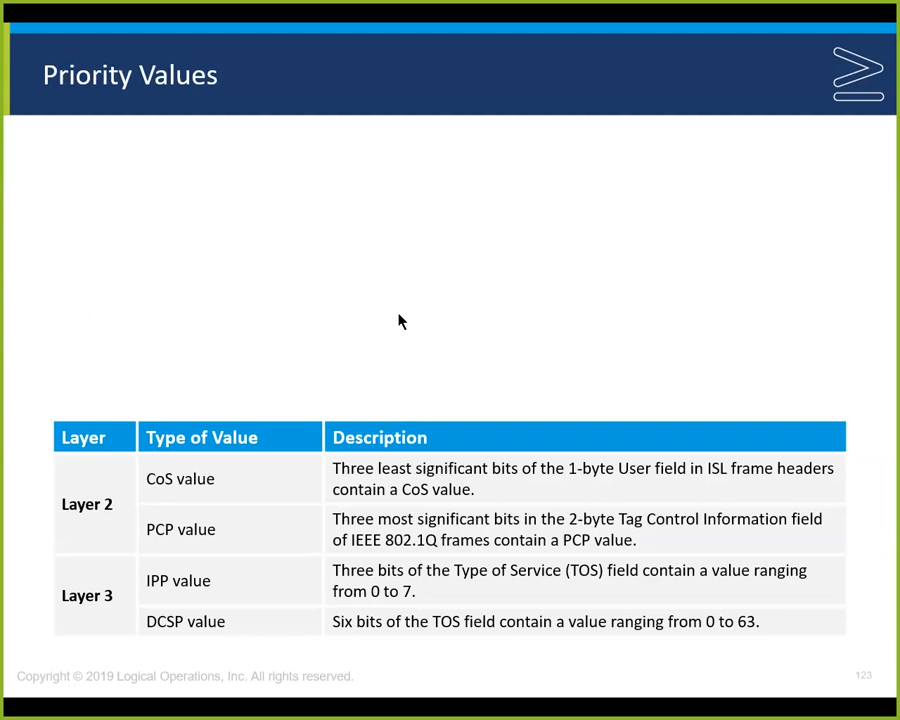 Priority Values
Layer Type of Value Description
Layer 2
CoS value
Three least significant bits of the 1-byte User field in ISL frame headers
contain a CoS value.
PCP value
Three most significant bits in the 2-byte Tag Control Information field
of IEEE 802.1Q frames contain a PCP value.
Layer 3
IPP value
Three bits of the Type of Service (TOS) field contain a value ranging
from 0 to 7.
DCSP value
Six bits of the TOS field contain a value ranging from 0 to 63.
Copyright © 2019 Logical Operations, Inc. All rights reserved.
123